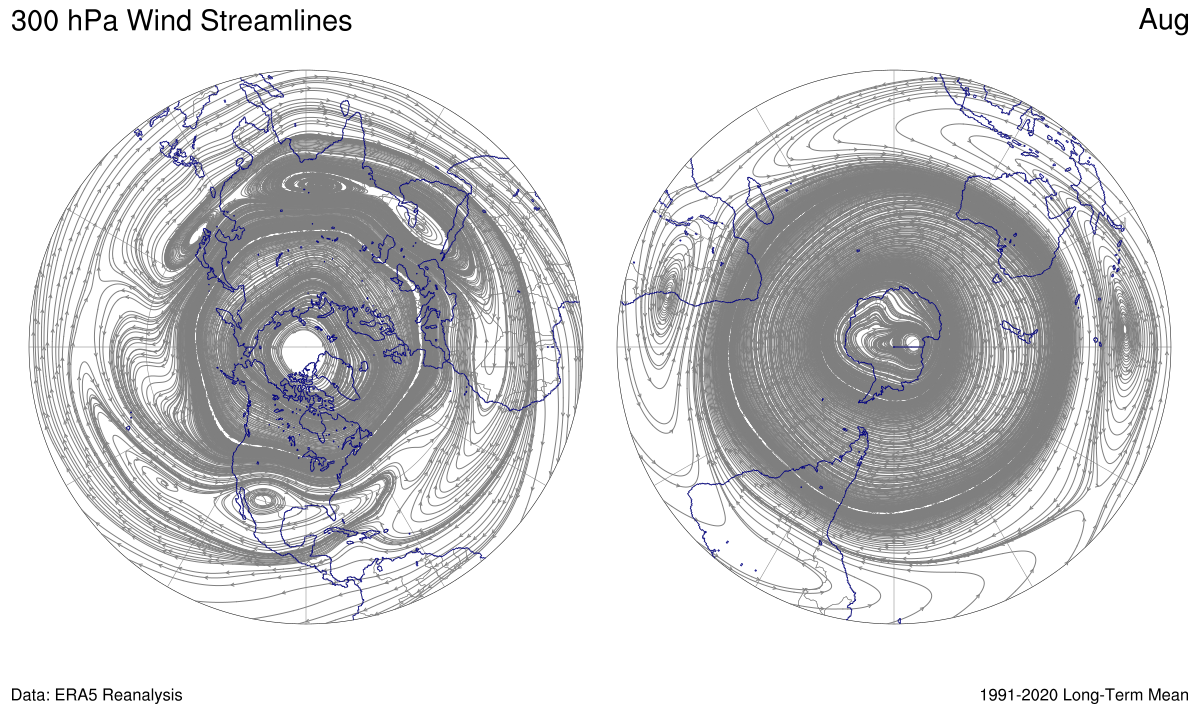 300 hPa Wind Streamlines
Aug
Data: ERA5 Reanalysis
1991-2020 Long-Term Mean